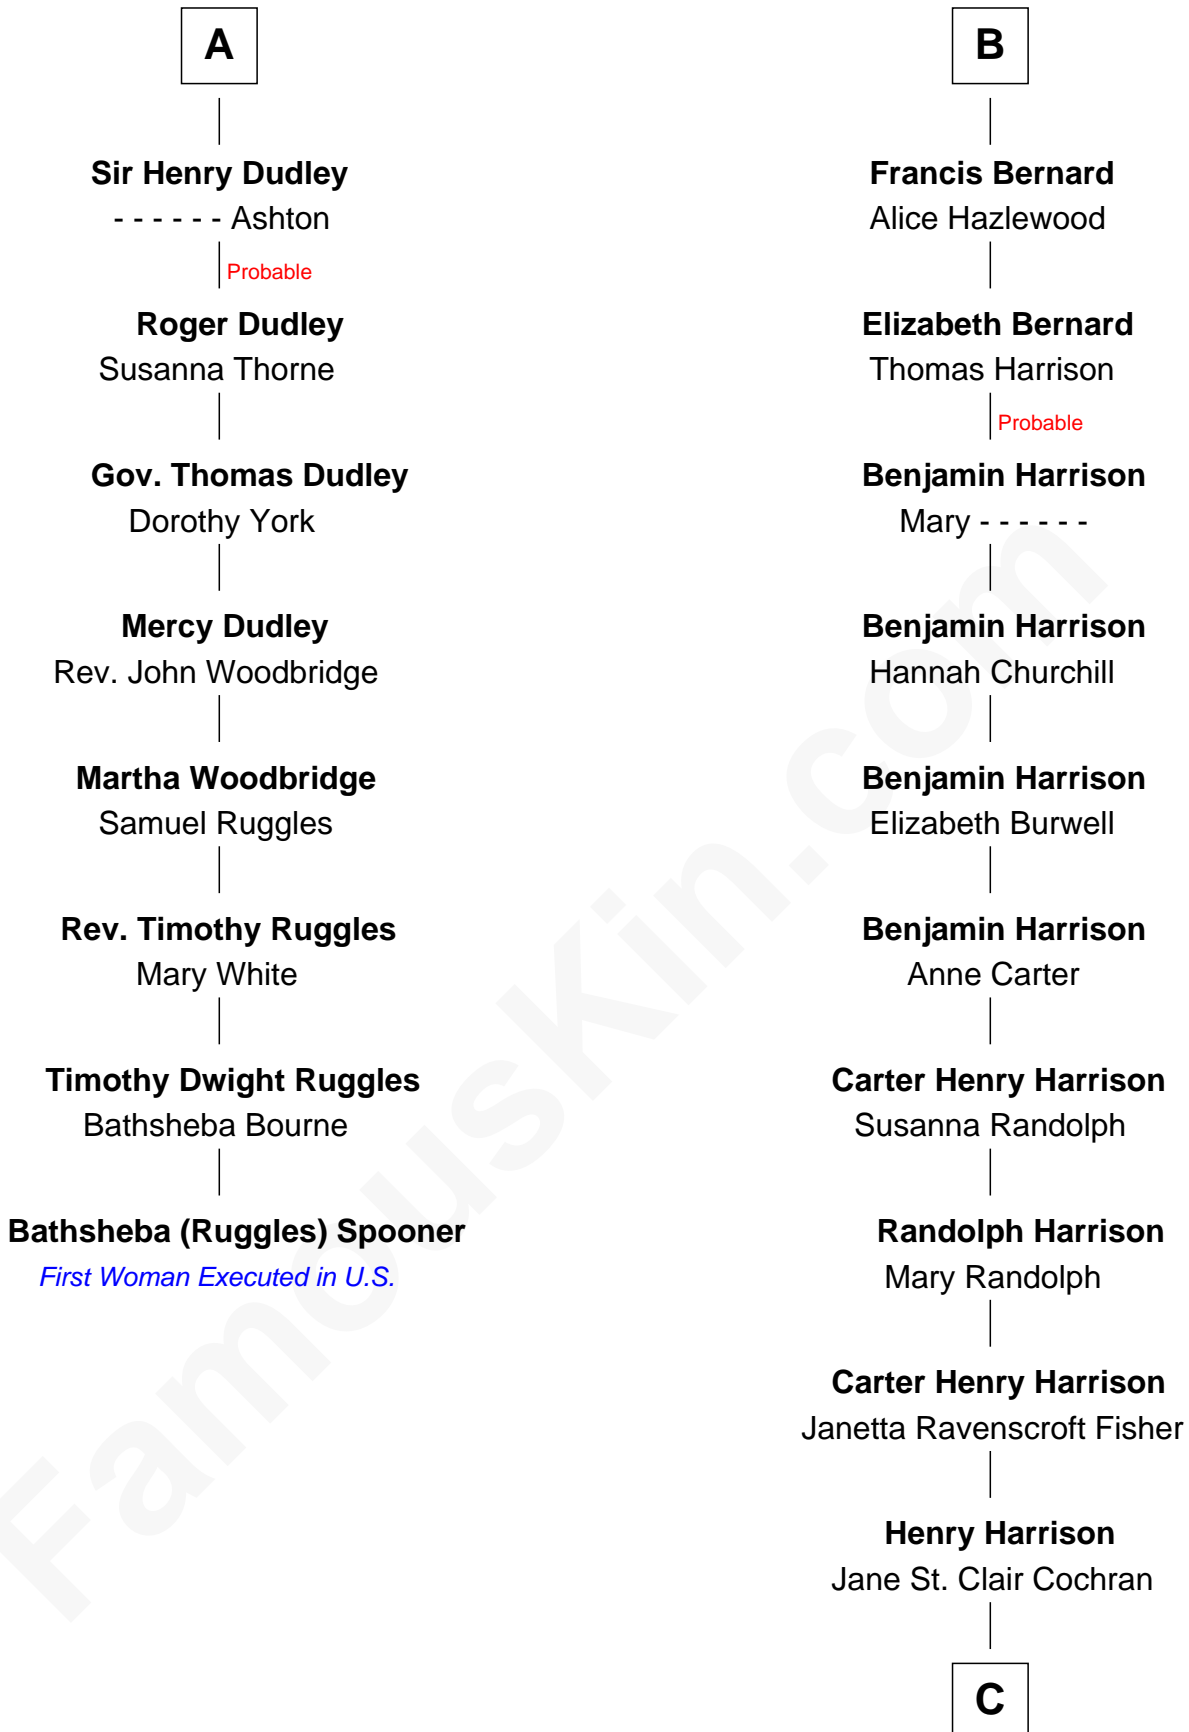 A
Sir Henry Dudley
- - - - - - Ashton
Probable
Roger Dudley
Susanna Thorne
Gov. Thomas Dudley
Dorothy York
Mercy Dudley
Rev. John Woodbridge
Martha Woodbridge
Samuel Ruggles
Rev. Timothy Ruggles
Mary White
Timothy Dwight Ruggles
Bathsheba Bourne
Bathsheba (Ruggles) Spooner
First Woman Executed in U.S.
B
Francis Bernard
Alice Hazlewood
Elizabeth Bernard
Thomas Harrison
Probable
Benjamin Harrison
Mary - - - - - -
Benjamin Harrison
Hannah Churchill
Benjamin Harrison
Elizabeth Burwell
Benjamin Harrison
Anne Carter
Carter Henry Harrison
Susanna Randolph
Randolph Harrison
Mary Randolph
Carter Henry Harrison
Janetta Ravenscroft Fisher
Henry Harrison
Jane St. Clair Cochran
C
FamousKin.com